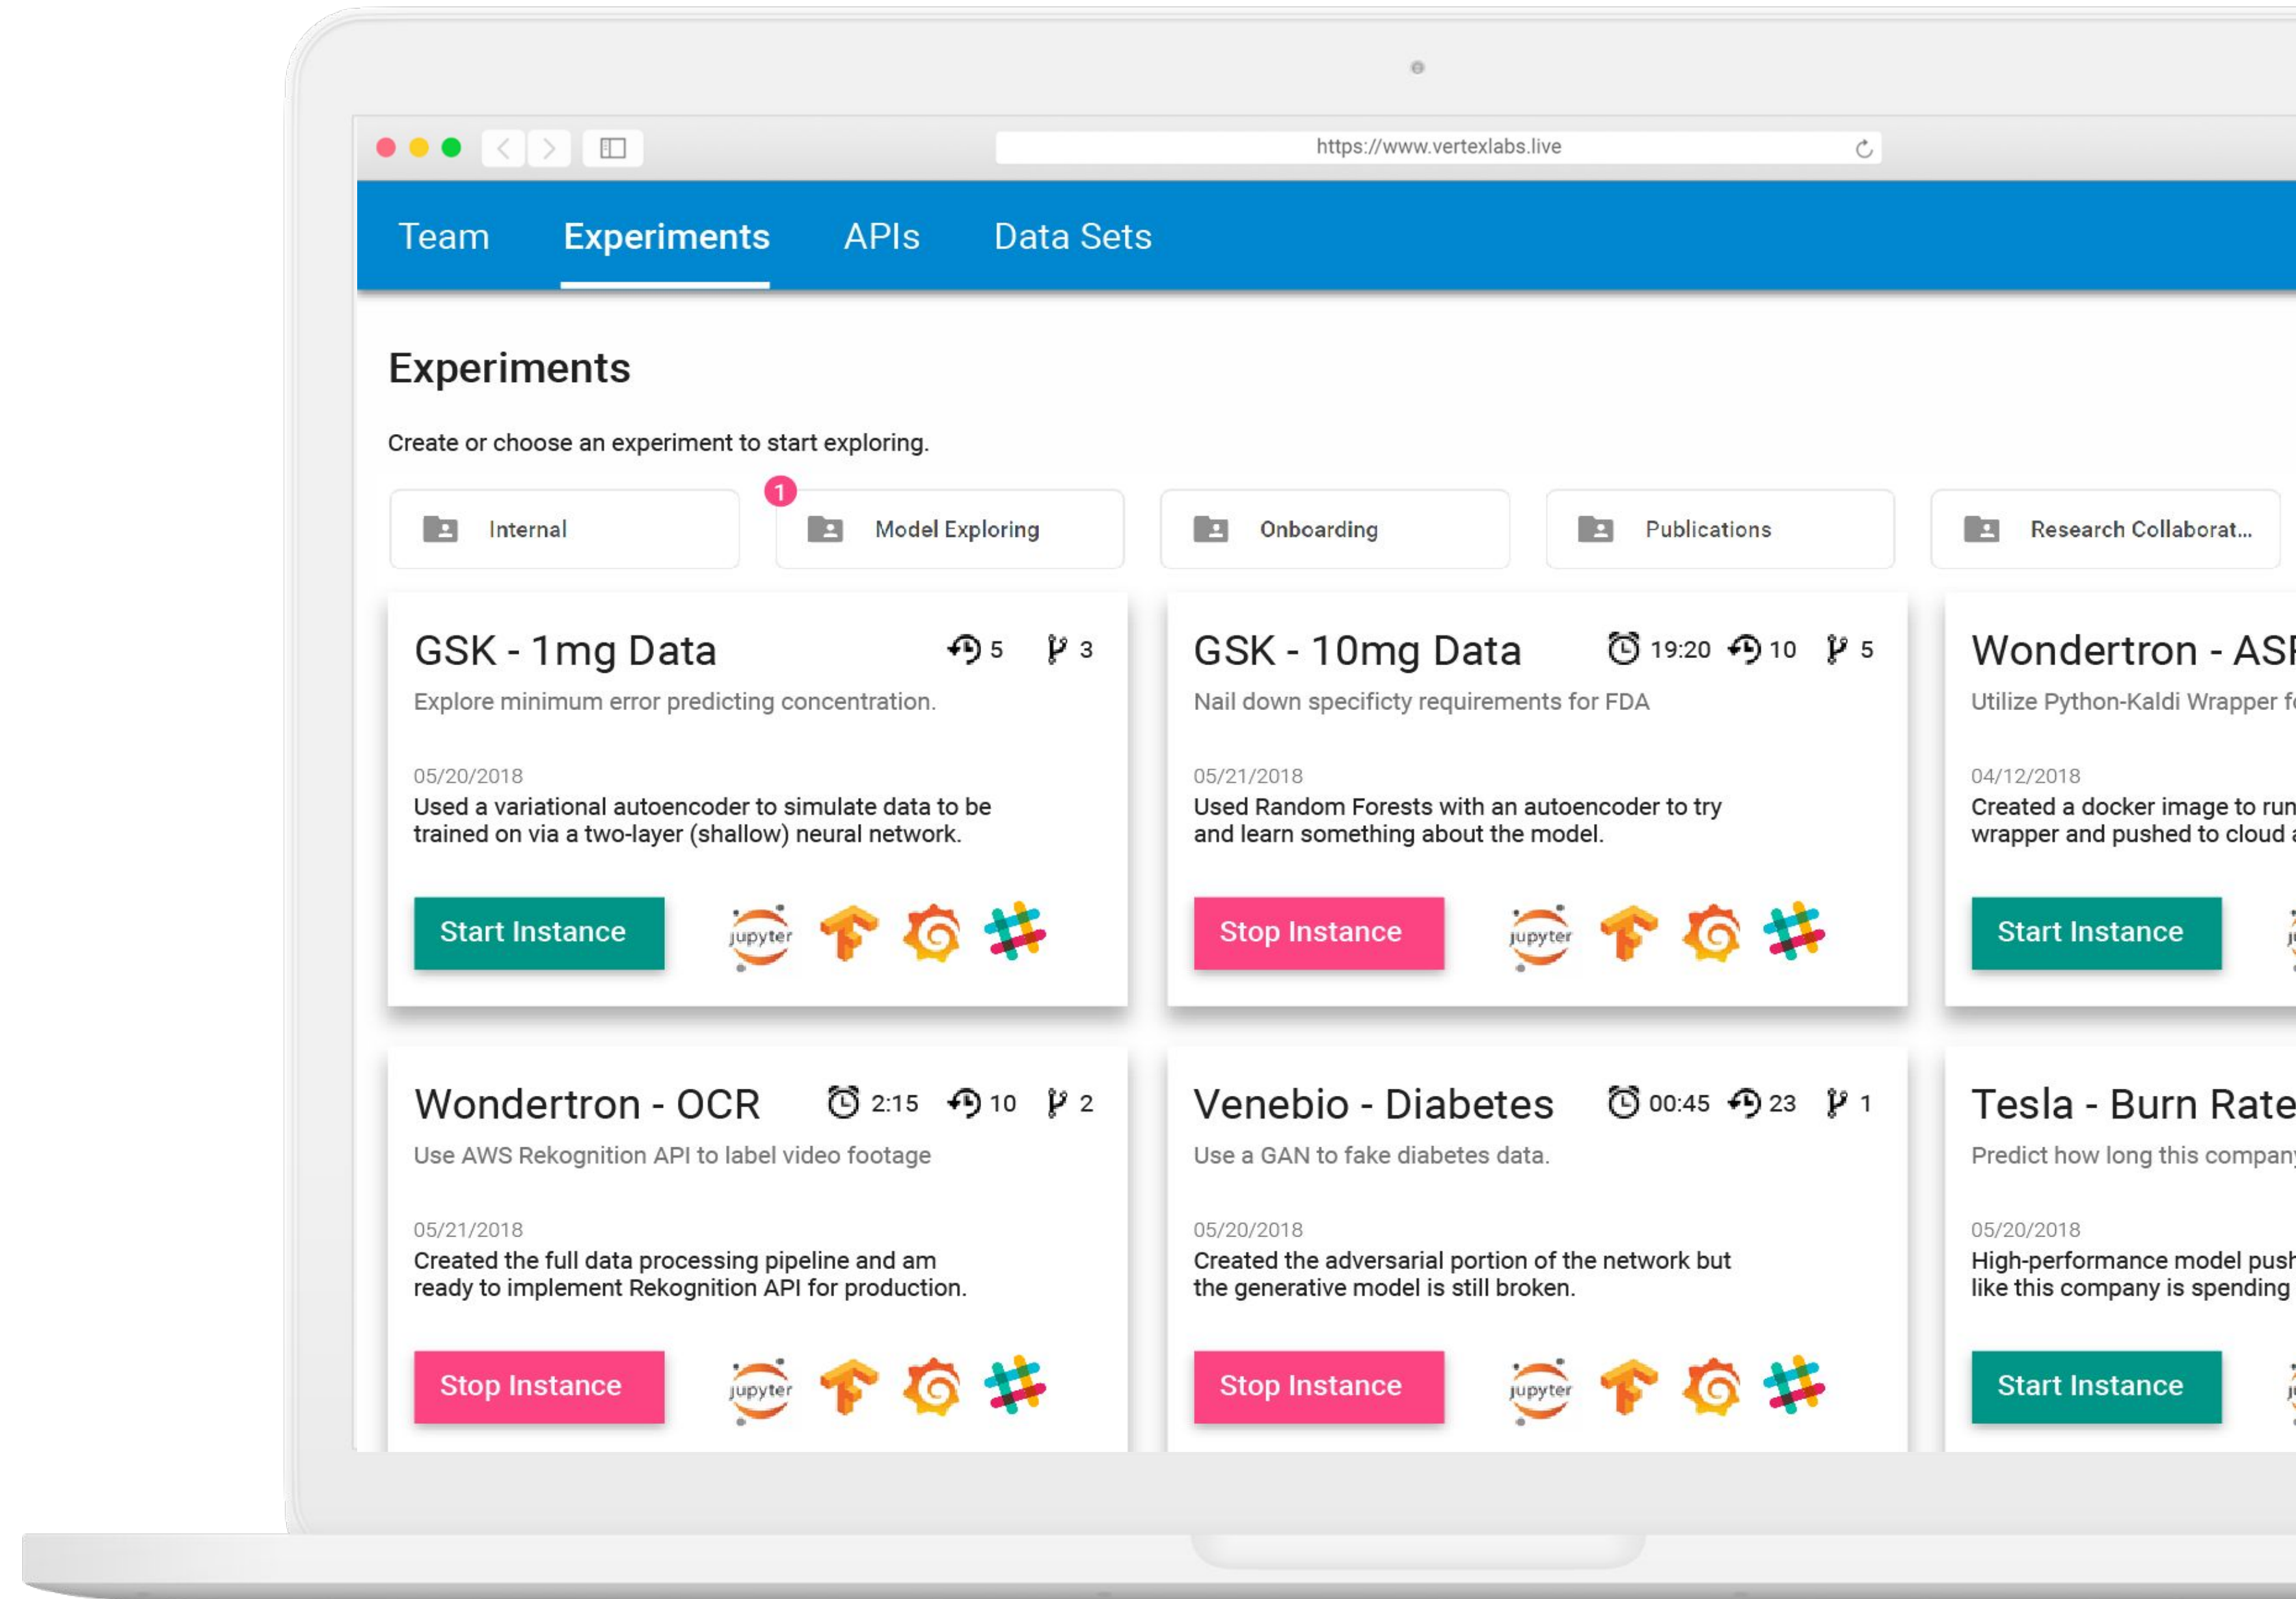 https://www.vertexlabs.live
Team Experiments APIs Data Sets
Experiments
Create or choose an experiment to start exploring.
1
Internal Model Exploring Onboarding Publications Research Collaborat...
GSK - 1mg Data 5 3
Explore minimum error predicting concentration.
05/20/2018
Used a variational autoencoder to simulate data to be
trained on via a two-layer (shallow) neural network.
Start Instance jupyter
GSK - 10mg Data 19:20 10 5
Nail down specificty requirements for FDA
05/21/2018
Used Random Forests with an autoencoder to try
and learn something about the model.
Stop Instance jupyter
Wondertron -
Utilize Python-Kaldi Wrapper
04/12/2018
Created a docker image to run
wrapper and pushed to cloud
Start Instance
Wondertron - OCR 2:15 10 2
Use AWS Rekognition API to label video footage
05/21/2018
Created the full data processing pipeline and am
ready to implement Rekognition API for production.
Stop Instance jupyter
Venebio - Diabetes 00:45 23 1
Use a GAN to fake diabetes data.
05/20/2018
Created the adversarial portion of the network but
the generative model is still broken.
Stop Instance jupyter
Tesla - Burn Rate
Predict how long this company
05/20/2018
High-performance model
like this company is spending
Start Instance